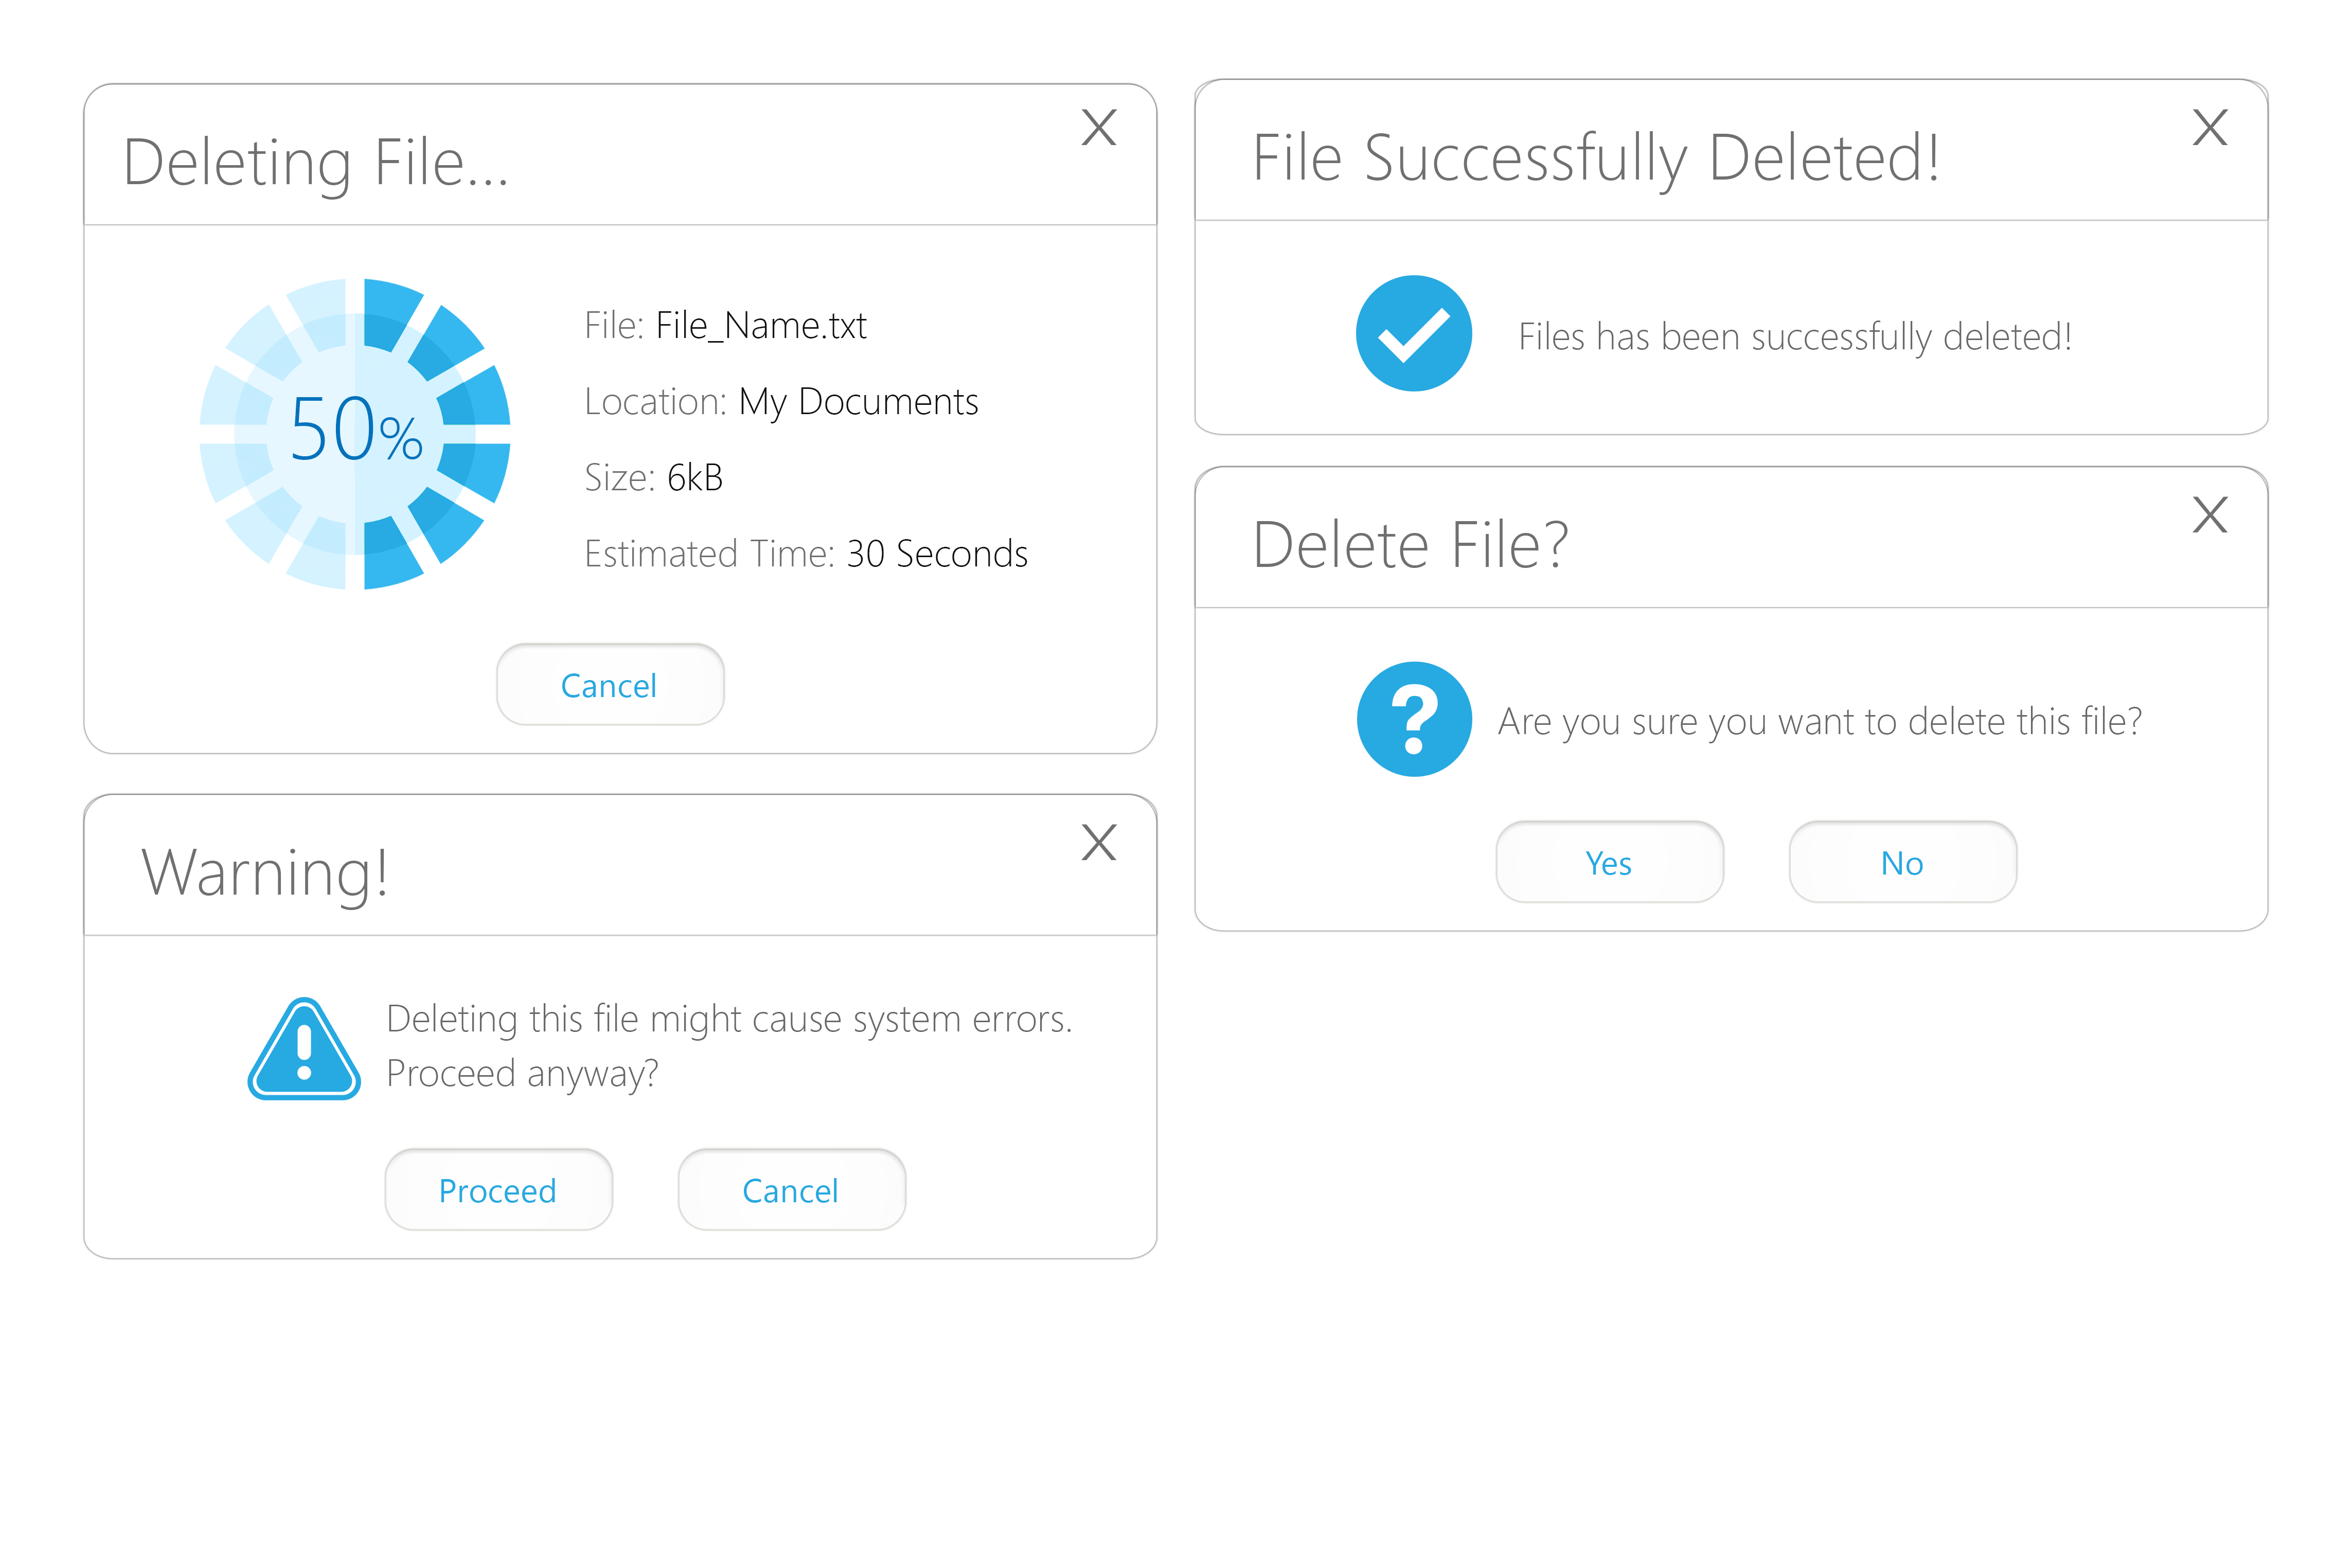 Deleting File...
X
50%
File: File_Name.txt
Location: My Documents
Size: 6kB
Estimated Time: 30 Seconds
Cancel
Warning!
X
Deleting this file might cause system errors.
Proceed anyway?
Proceed
Cancel
File Successfully Deleted!
X
Files has been successfully deleted!
Delete File?
X
Are you sure you want to delete this file?
Yes
No